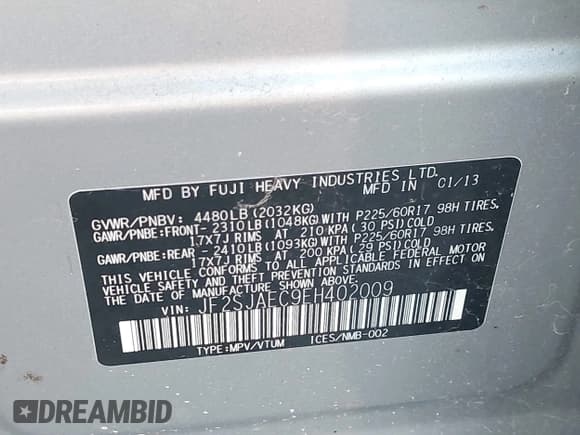 MFD BY FUJI HEAVY INDUSTRIES LTD.
MFD IN 01/13
GVWR/PNBV: 4480LB(2032KG)
GAWR/PNBE:FRONT- 2310LB(1048KG)WITH P225/60R17 98H TIRES.
17x7J RIMS AT 210 KPA(30 PSI)COLD
GAWR/PNBE:REAR - 2410LB(1093KG)WITH P225/60R17 98H TIRES.
17x7J RIMS AT 200 KPA(29 PSI)COLD
THIS VEHICLE CONFORMS TO ALL APPLICABLE FEDERAL MOTOR
VEHICLE SAFETY AND BUMPER STANDARDS IN EFFECT ON
THE DATE OF MANUFACTURE SHOWN ABOVE.
VIN: JF2SJAEC9EH402009
TYPE:MPV/VTUM ICES/NMB-002
DREAMBID